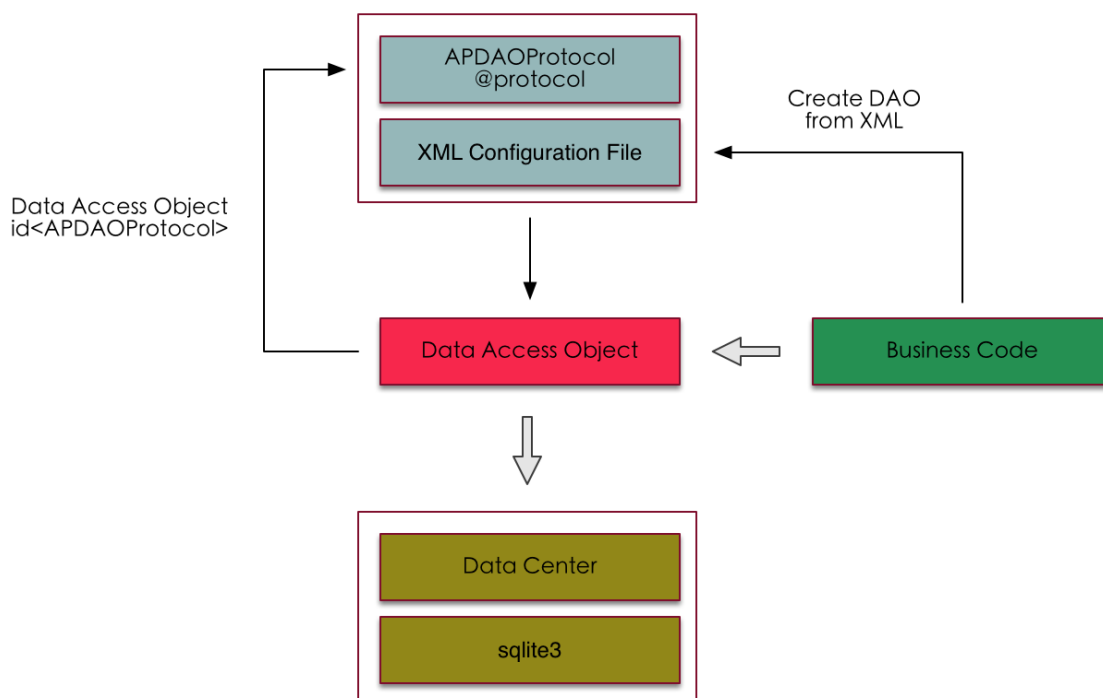 APDAOProtocol
@protocol
XML Configuration File
Create DAO
from XML
Data Access Object
id<APDAOProtocol>
Data Access Object
Business Code
Data Center
sqlite3